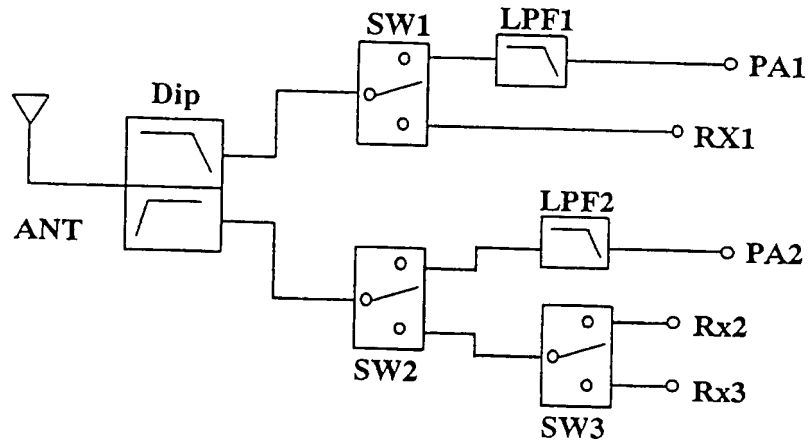 SW1
LPF1
PA1
Dip
RX1
ANT
LPF2
PA2
SW2
Rx2
Rx3
SW3